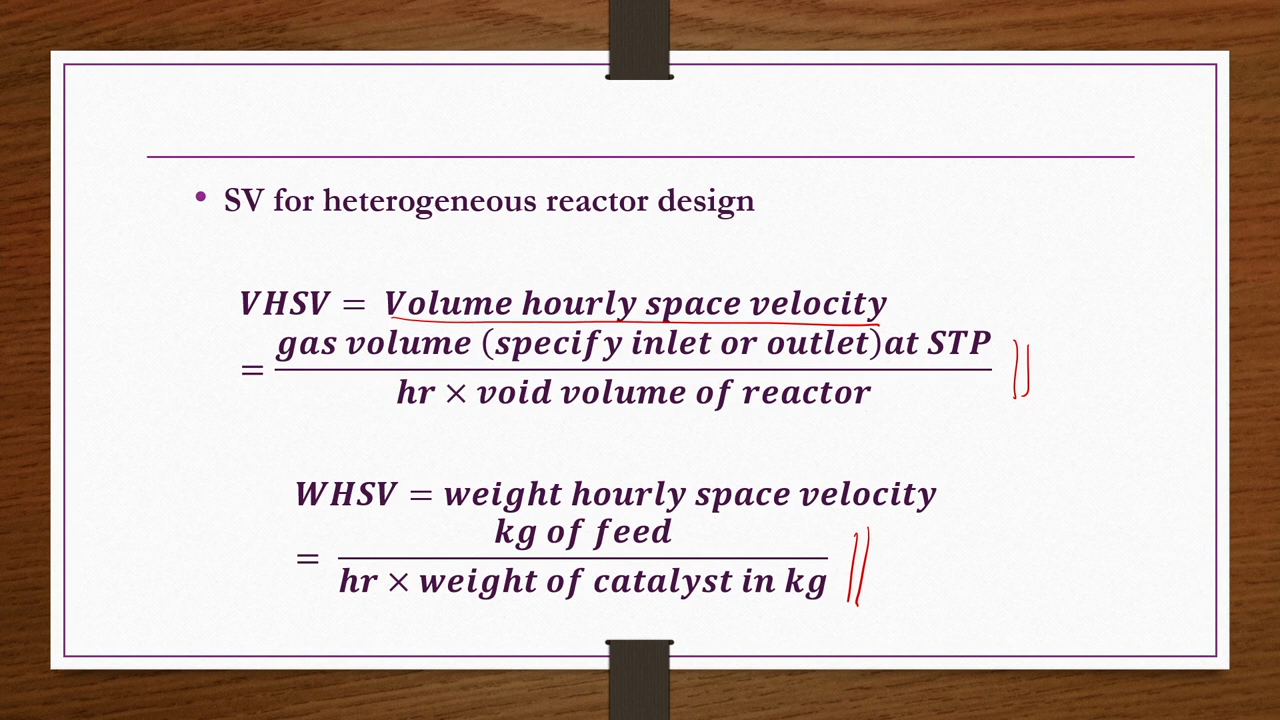 • SV for heterogeneous reactor design
VHSV = Volume hourly space velocity
= gas volume (specify inlet or outlet)at STP
hr × void volume of reactor
WHSV = weight hourly space velocity
= kg of feed
hr × weight of catalyst in kg